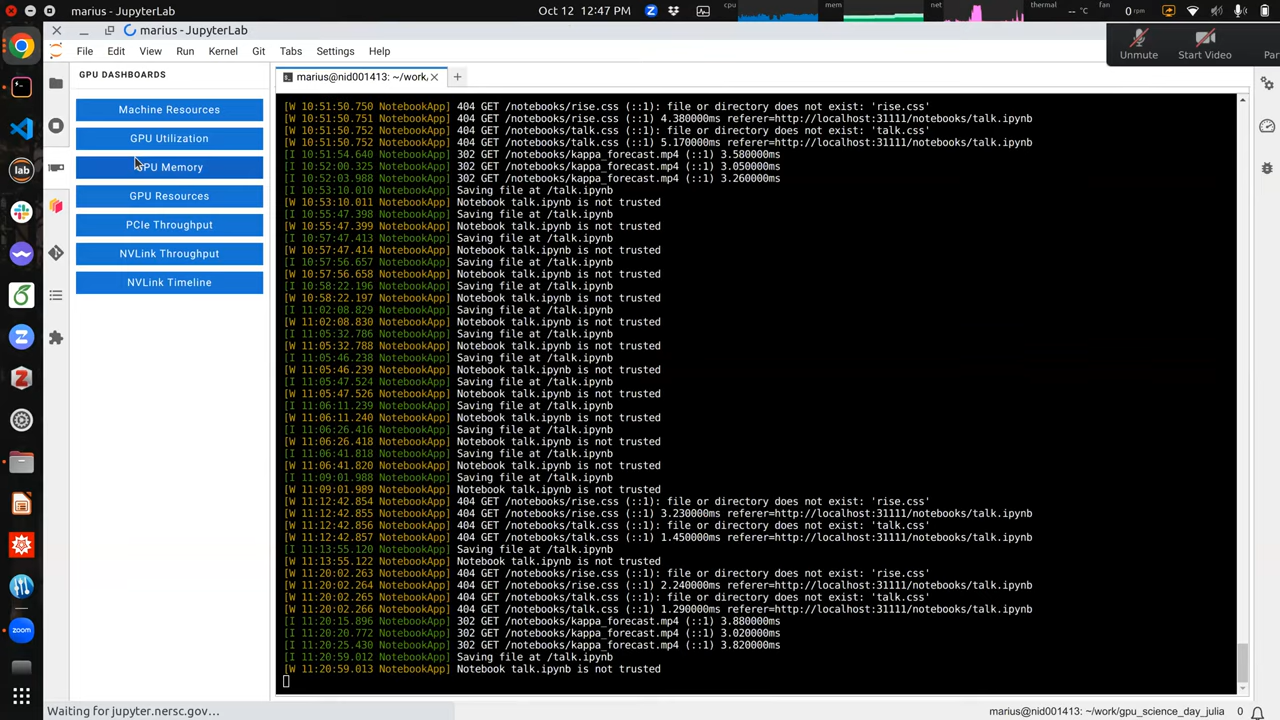 marius - JupyterLab
Oct 12 12:47 PM
cpu
mem
net
thermal
-- °C
fan
0 rpm
marius - JupyterLab
File Edit View Run Kernel Git Tabs Settings Help
Unmute
Start Video
Par
GPU DASHBOARDS
Machine Resources
GPU Utilization
GPU Memory
GPU Resources
PCIe Throughput
NVLink Throughput
NVLink Timeline
lab
zoom
marius@nid001413: ~/work/
[W 10:51:50.750 NotebookApp] 404 GET /notebooks/rise.css (::1): file or directory does not exist: 'rise.css'
[W 10:51:50.751 NotebookApp] 404 GET /notebooks/rise.css (::1) 4.380000ms referer=http://localhost:31111/notebooks/talk.ipynb
[W 10:51:50.752 NotebookApp] 404 GET /notebooks/talk.css (::1): file or directory does not exist: 'talk.css'
[W 10:51:50.752 NotebookApp] 404 GET /notebooks/talk.css (::1) 5.170000ms referer=http://localhost:31111/notebooks/talk.ipynb
[I 10:51:54.640 NotebookApp] 302 GET /notebooks/kappa_forecast.mp4 (::1) 3.580000ms
[I 10:52:00.325 NotebookApp] 302 GET /notebooks/kappa_forecast.mp4 (::1) 3.050000ms
[I 10:52:03.988 NotebookApp] 302 GET /notebooks/kappa_forecast.mp4 (::1) 3.260000ms
[I 10:53:10.010 NotebookApp] Saving file at /talk.ipynb
[W 10:53:10.011 NotebookApp] Notebook talk.ipynb is not trusted
[I 10:55:47.398 NotebookApp] Saving file at /talk.ipynb
[W 10:55:47.399 NotebookApp] Notebook talk.ipynb is not trusted
[I 10:57:47.413 NotebookApp] Saving file at /talk.ipynb
[W 10:57:47.414 NotebookApp] Notebook talk.ipynb is not trusted
[I 10:57:56.657 NotebookApp] Saving file at /talk.ipynb
[W 10:57:56.658 NotebookApp] Notebook talk.ipynb is not trusted
[I 10:58:22.196 NotebookApp] Saving file at /talk.ipynb
[W 10:58:22.197 NotebookApp] Notebook talk.ipynb is not trusted
[I 11:02:08.829 NotebookApp] Saving file at /talk.ipynb
[W 11:02:08.830 NotebookApp] Notebook talk.ipynb is not trusted
[I 11:05:32.786 NotebookApp] Saving file at /talk.ipynb
[W 11:05:32.788 NotebookApp] Notebook talk.ipynb is not trusted
[I 11:05:46.238 NotebookApp] Saving file at /talk.ipynb
[W 11:05:46.239 NotebookApp] Notebook talk.ipynb is not trusted
[I 11:05:47.524 NotebookApp] Saving file at /talk.ipynb
[W 11:05:47.526 NotebookApp] Notebook talk.ipynb is not trusted
[I 11:06:11.239 NotebookApp] Saving file at /talk.ipynb
[W 11:06:11.240 NotebookApp] Notebook talk.ipynb is not trusted
[I 11:06:26.416 NotebookApp] Saving file at /talk.ipynb
[W 11:06:26.418 NotebookApp] Notebook talk.ipynb is not trusted
[I 11:06:41.818 NotebookApp] Saving file at /talk.ipynb
[W 11:06:41.820 NotebookApp] Notebook talk.ipynb is not trusted
[I 11:09:01.988 NotebookApp] Saving file at /talk.ipynb
[W 11:09:01.989 NotebookApp] Notebook talk.ipynb is not trusted
[W 11:12:42.854 NotebookApp] 404 GET /notebooks/rise.css (::1): file or directory does not exist: 'rise.css'
[W 11:12:42.855 NotebookApp] 404 GET /notebooks/rise.css (::1) 3.230000ms referer=http://localhost:31111/notebooks/talk.ipynb
[W 11:12:42.856 NotebookApp] 404 GET /notebooks/talk.css (::1): file or directory does not exist: 'talk.css'
[W 11:12:42.857 NotebookApp] 404 GET /notebooks/talk.css (::1) 1.450000ms referer=http://localhost:31111/notebooks/talk.ipynb
[I 11:13:55.120 NotebookApp] Saving file at /talk.ipynb
[W 11:13:55.122 NotebookApp] Notebook talk.ipynb is not trusted
[W 11:20:02.263 NotebookApp] 404 GET /notebooks/rise.css (::1): file or directory does not exist: 'rise.css'
[W 11:20:02.264 NotebookApp] 404 GET /notebooks/rise.css (::1) 2.240000ms referer=http://localhost:31111/notebooks/talk.ipynb
[W 11:20:02.265 NotebookApp] 404 GET /notebooks/talk.css (::1): file or directory does not exist: 'talk.css'
[W 11:20:02.266 NotebookApp] 404 GET /notebooks/talk.css (::1) 1.290000ms referer=http://localhost:31111/notebooks/talk.ipynb
[I 11:20:15.896 NotebookApp] 302 GET /notebooks/kappa_forecast.mp4 (::1) 3.880000ms
[I 11:20:20.772 NotebookApp] 302 GET /notebooks/kappa_forecast.mp4 (::1) 3.020000ms
[I 11:20:25.430 NotebookApp] 302 GET /notebooks/kappa_forecast.mp4 (::1) 3.820000ms
[I 11:20:59.012 NotebookApp] Saving file at /talk.ipynb
[W 11:20:59.013 NotebookApp] Notebook talk.ipynb is not trusted
Waiting for jupyter.nersc.gov...
marius@nid001413: ~/work/gpu_science_day_julia 0